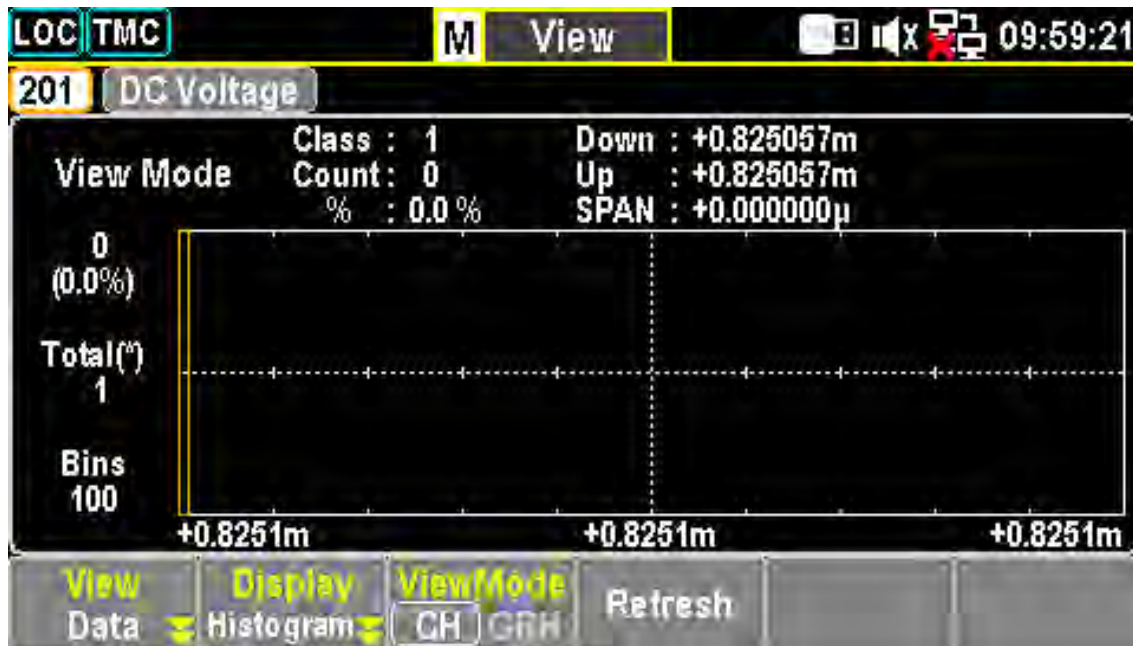 LOC TMC M View 09:59:21
201 DC Voltage
Class : 1 Down : +0.825057m
View Mode Count : 0 Up : +0.825057m
% : 0.0 % SPAN : +0.000000µ
0
(0.0%)
Total(*)
1
Bins
100
+0.8251m +0.8251m +0.8251m
View Display ViewMode Refresh
Data Histogram CH GRH